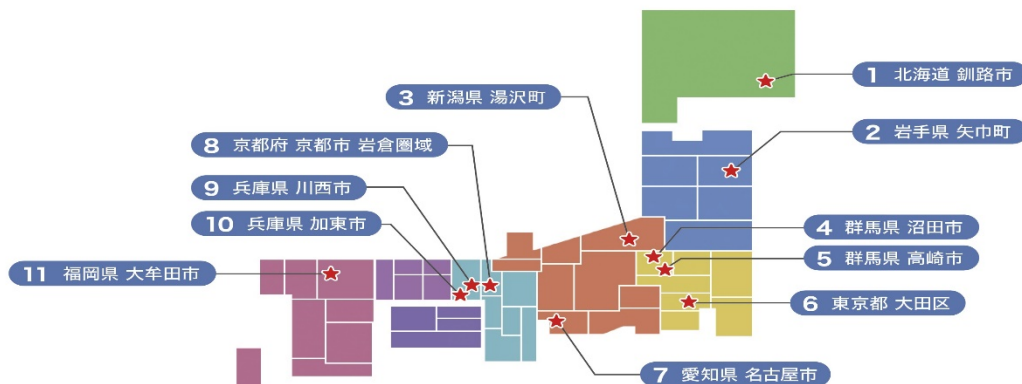 1 北海道 釧路市
2 岩手県 矢巾町
3 新潟県 湯沢町
4 群馬県 沼田市
5 群馬県 高崎市
6 東京都 大田区
7 愛知県 名古屋市
8 京都府 京都市 岩倉圏域
9 兵庫県 川西市
10 兵庫県 加東市
11 福岡県 大牟田市